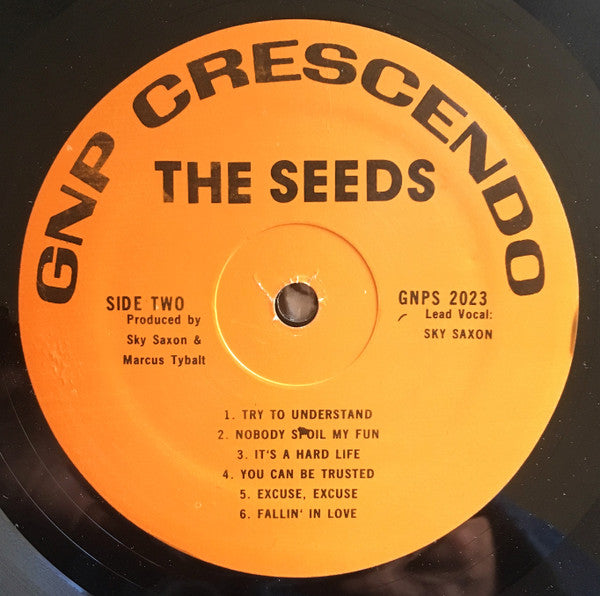 GNP CRESCENDO
THE SEEDS
SIDE TWO
Produced by
Sky Saxon &
Marcus Tybalt
GNPS 2023
Lead Vocal:
SKY SAXON
1. TRY TO UNDERSTAND
2. NOBODY SPOIL MY FUN
3. IT'S A HARD LIFE
4. YOU CAN BE TRUSTED
5. EXCUSE, EXCUSE
6. FALLIN' IN LOVE